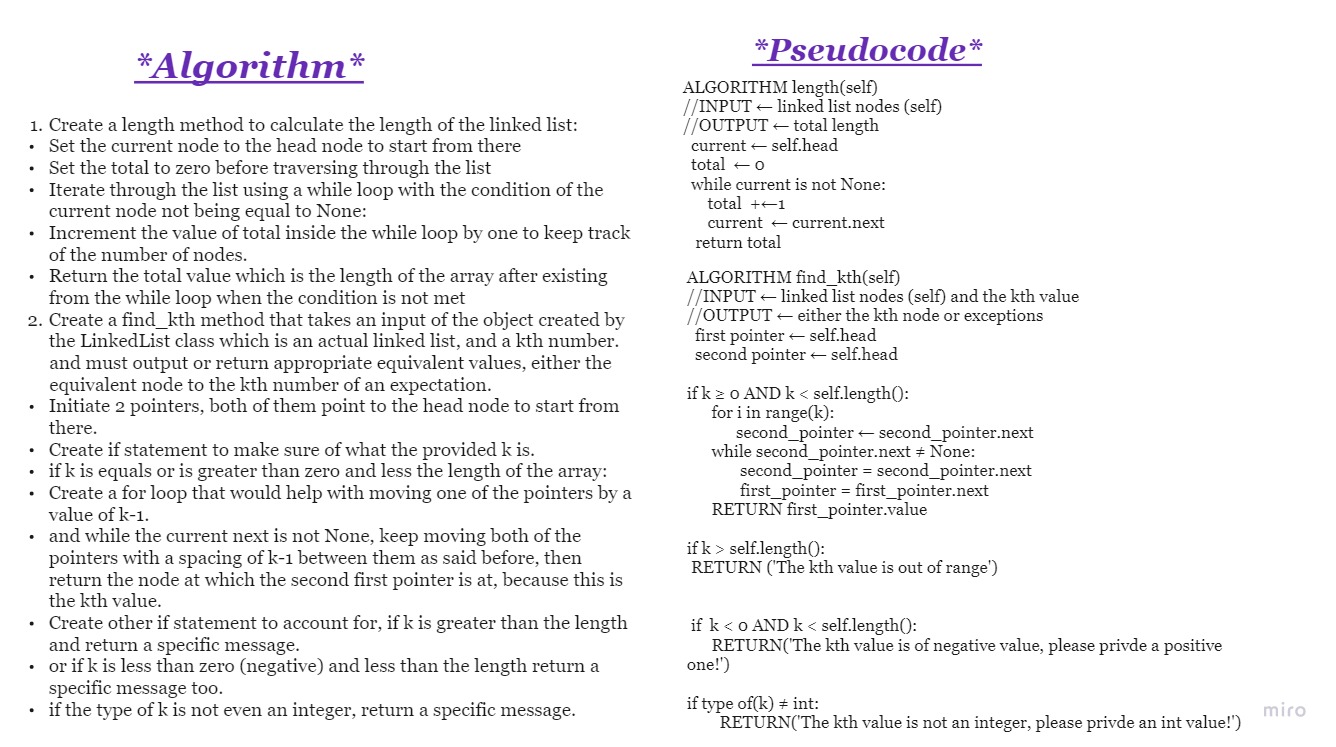 *Algorithm*
1. Create a length method to calculate the length of the linked list:
• Set the current node to the head node to start from there
• Set the total to zero before traversing through the list
• Iterate through the list using a while loop with the condition of the
current node not being equal to None:
• Increment the value of total inside the while loop by one to keep track
of the number of nodes.
• Return the total value which is the length of the array after existing
from the while loop when the condition is not met
2. Create a find_kth method that takes an input of the object created by
the LinkedList class which is an actual linked list, and a kth number.
and must output or return appropriate equivalent values, either the
equivalent node to the kth number of an expectation.
• Initiate 2 pointers, both of them point to the head node to start from
there.
• Create if statement to make sure of what the provided k is.
• if k is equals or is greater than zero and less the length of the array:
• Create a for loop that would help with moving one of the pointers by a
value of k-1.
• and while the current next is not None, keep moving both of the
pointers with a spacing of k-1 between them as said before, then
return the node at which the second first pointer is at, because this is
the kth value.
• Create other if statement to account for, if k is greater than the length
and return a specific message.
• or if k is less than zero (negative) and less than the length return a
specific message too.
• if the type of k is not even an integer, return a specific message.
*Pseudocode*
ALGORITHM length(self)
//INPUT ← linked list nodes (self)
//OUTPUT ← total length
current ← self.head
total ← 0
while current is not None:
total +←1
current ← current.next
return total
ALGORITHM find_kth(self)
//INPUT ← linked list nodes (self) and the kth value
//OUTPUT ← either the kth node or exceptions
first pointer ← self.head
second pointer ← self.head
if k ≥ 0 AND k < self.length():
for i in range(k):
second_pointer ← second_pointer.next
while second_pointer.next ≠ None:
second_pointer = second_pointer.next
first_pointer = first_pointer.next
RETURN first_pointer.value
if k > self.length():
RETURN ('The kth value is out of range')
if k < 0 AND k < self.length():
RETURN('The kth value is of negative value, please privde a positive
one!')
if type of(k) ≠ int:
RETURN('The kth value is not an integer, please privde an int value!')
miro